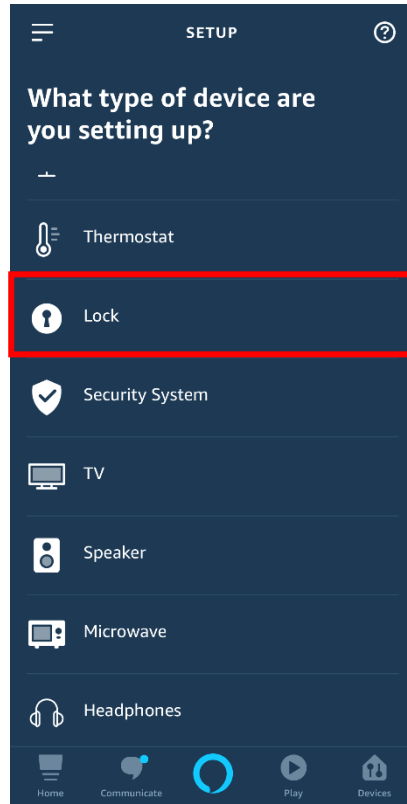 SETUP
What type of device are
you setting up?
Thermostat
Lock
Security System
TV
Speaker
Microwave
Headphones
Home
Communicate
Play
Devices